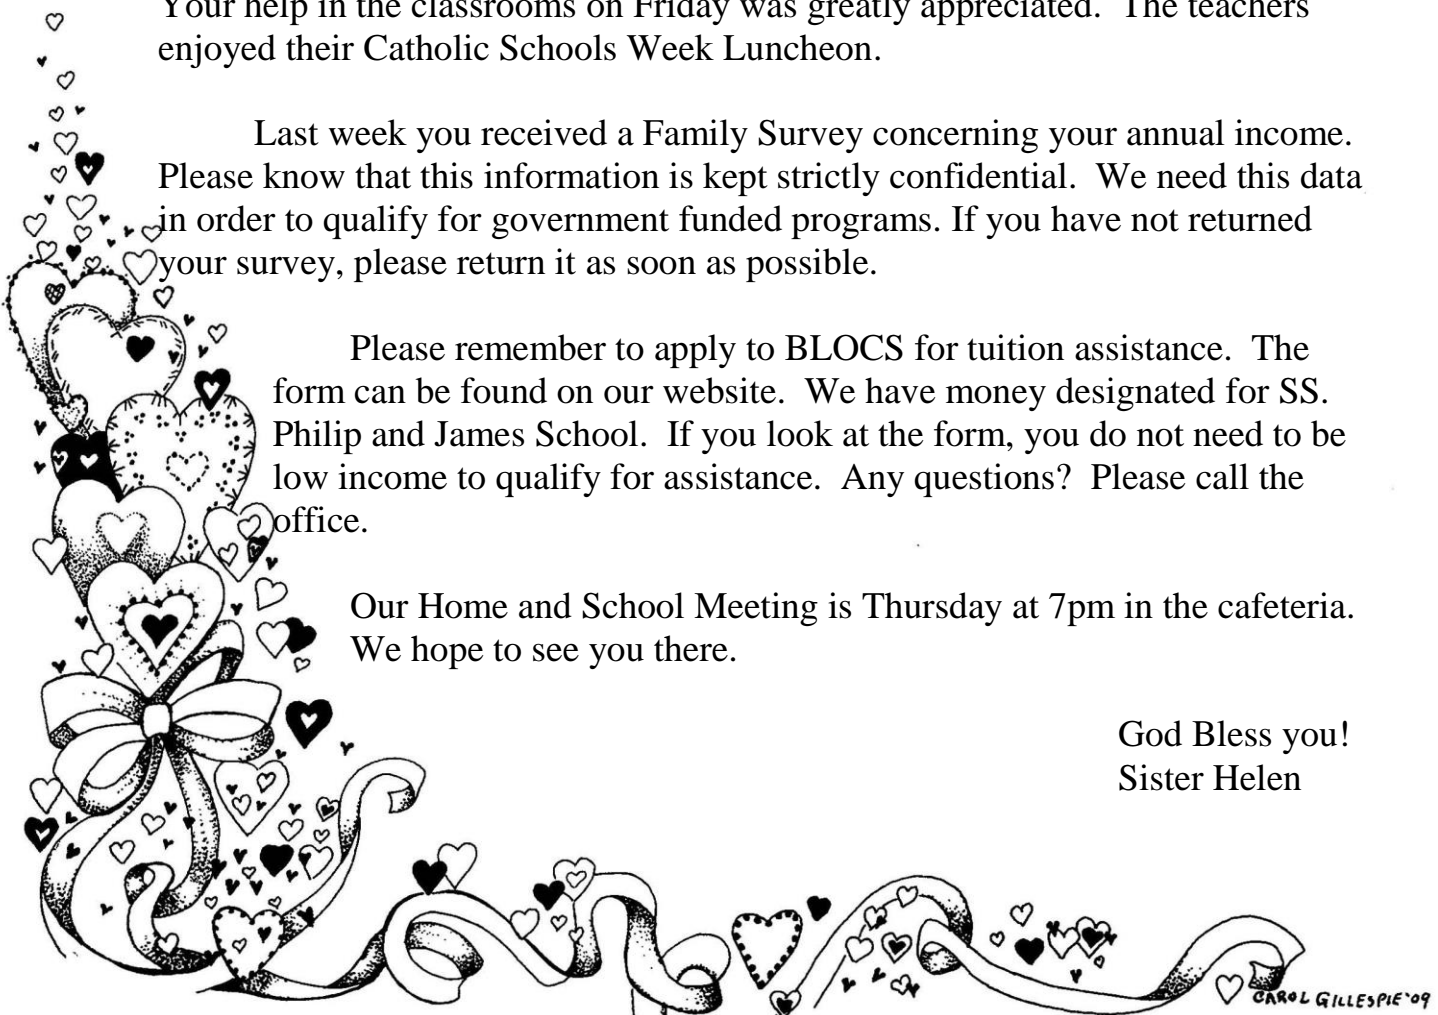 Your help in the classrooms on Friday was greatly appreciated.  The teachers
enjoyed their Catholic Schools Week Luncheon.
Last week you received a Family Survey concerning your annual income.
Please know that this information is kept strictly confidential.  We need this data
in order to qualify for government funded programs. If you have not returned
your survey, please return it as soon as possible.
Please remember to apply to BLOCS for tuition assistance.  The
form can be found on our website.  We have money designated for SS.
Philip and James School.  If you look at the form, you do not need to be
low income to qualify for assistance.  Any questions?  Please call the
office.
Our Home and School Meeting is Thursday at 7pm in the cafeteria.
We hope to see you there.
God Bless you!
Sister Helen
CAROL GILLESPIE '09